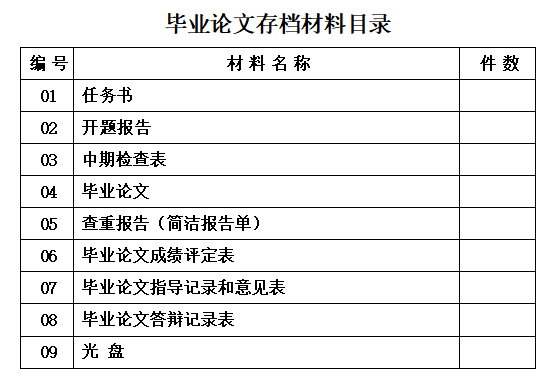 毕业论文存档材料目录
编 号 材 料 名 称 件 数
01 任务书
02 开题报告
03 中期检查表
04 毕业论文
05 查重报告（简洁报告单）
06 毕业论文成绩评定表
07 毕业论文指导记录和意见表
08 毕业论文答辩记录表
09 光 盘